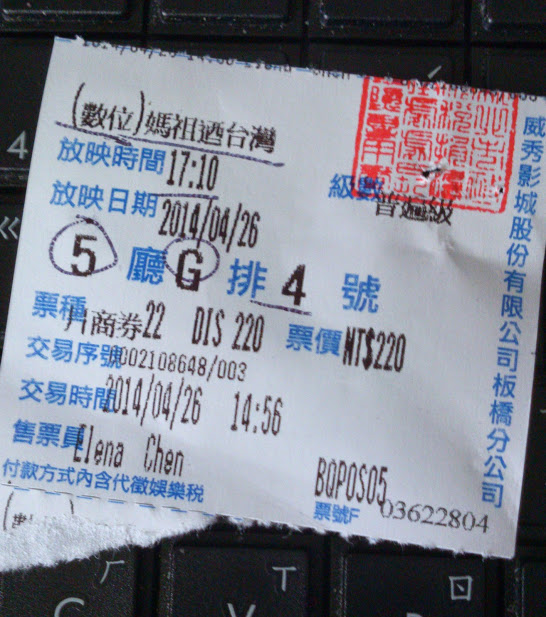 (數位)媽祖迺台灣
放映時間 17:10
級數 普遍級
放映日期 2014/04/26
5 廳 G 排 4 號
票種 片商券22 DIS 220 票價 NT$220
交易序號 0002108648/003
交易時間 2014/04/26 14:56
售票員 Elena Chen
付款方式內含代徵娛樂稅
BQPOS05
票號F 03622804
威秀影城股份有限公司板橋分公司
4
ㄏ
ㄒ
ㄖ